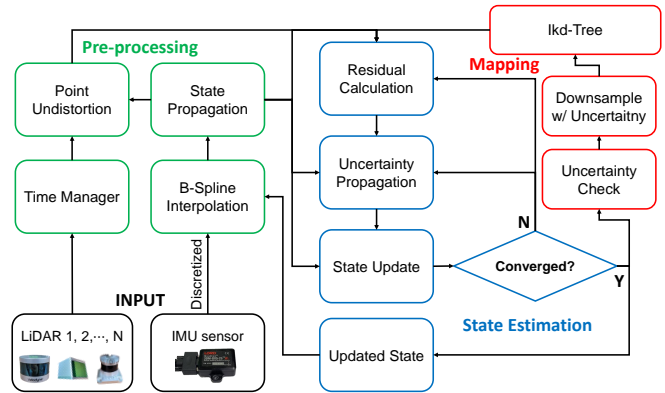 Pre-processing
Ikd-Tree
Point
Undistortion
State
Propagation
Residual
Calculation
Mapping
Downsample
w/ Uncertaitny
Time Manager
B-Spline
Interpolation
Uncertainty
Propagation
Uncertainty
Check
N
Discretized
State Update
Converged?
Y
INPUT
State Estimation
LiDAR 1, 2,⋯, N
IMU sensor
Updated State